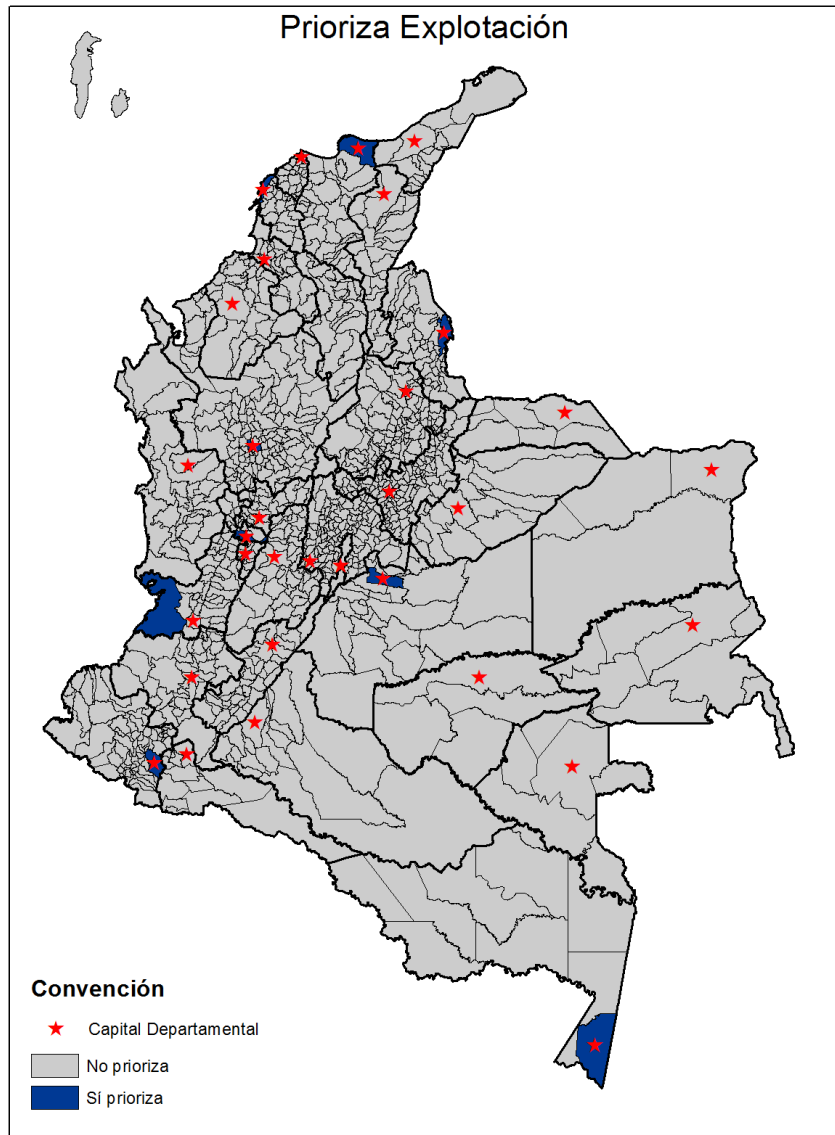 Prioriza Explotación
Convención
Capital Departamental
No prioriza
Sí prioriza